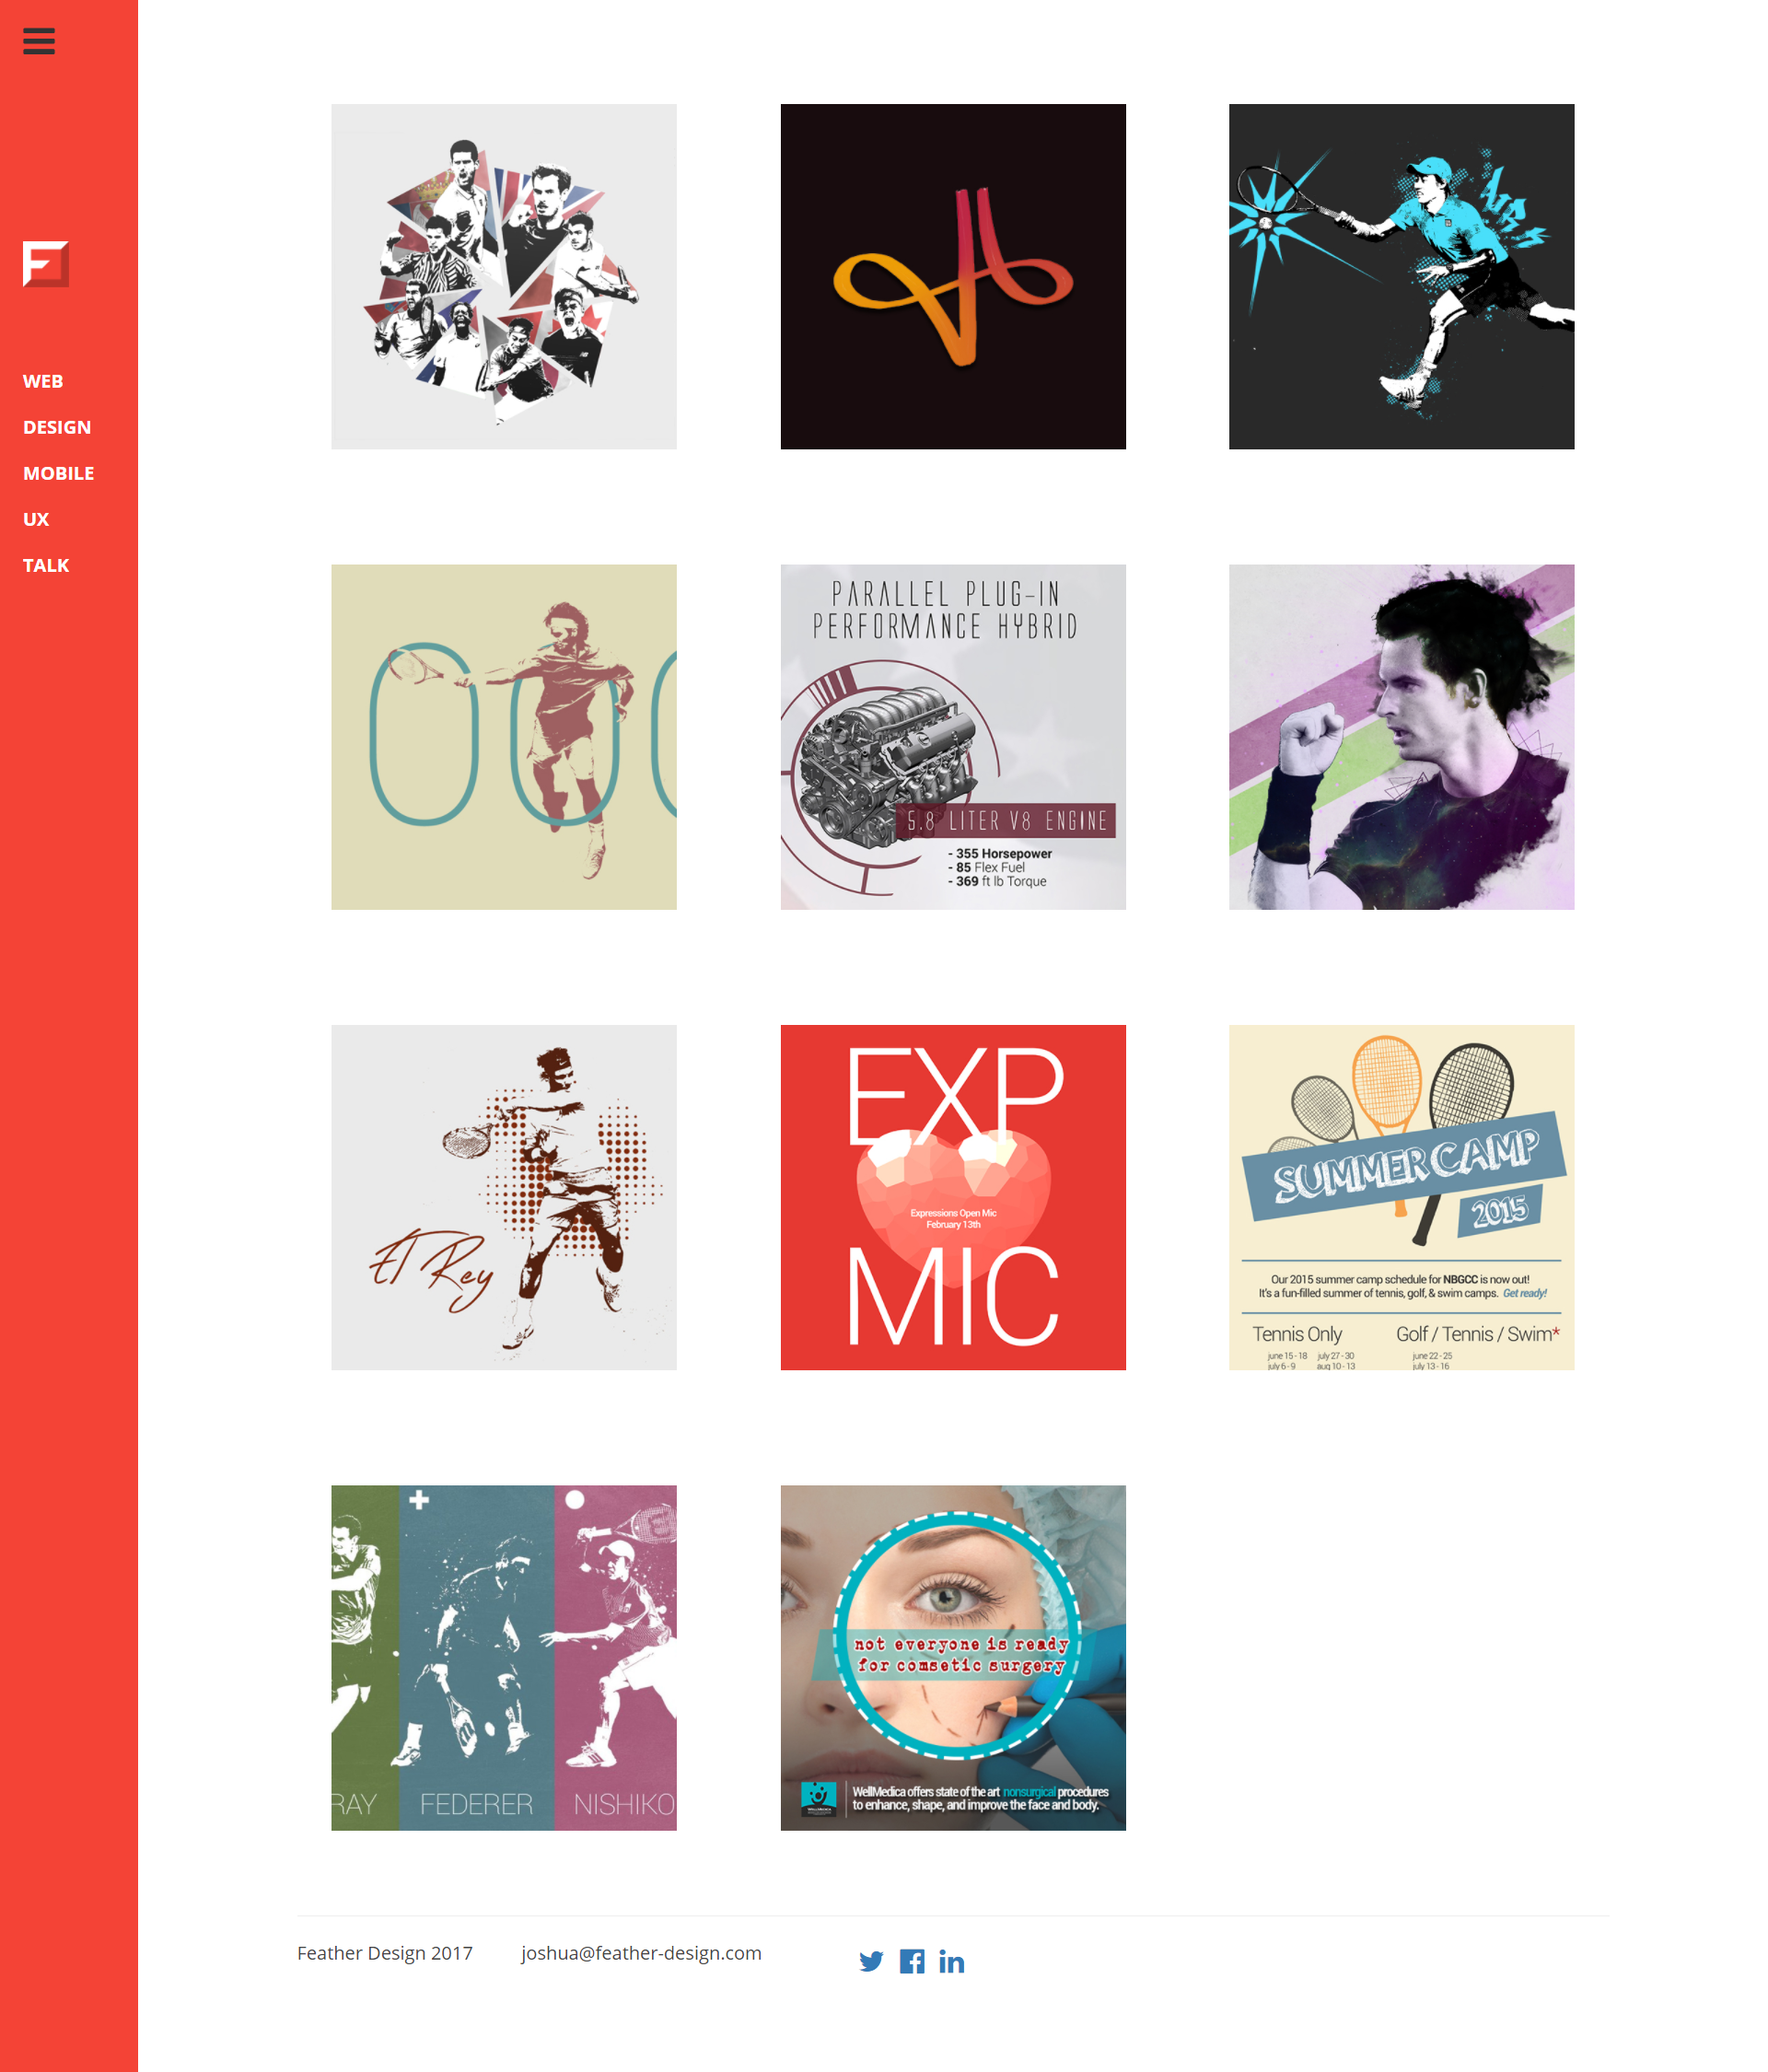 WEB
DESIGN
MOBILE
UX
TALK
PARALLEL PLUG-IN
PERFORMANCE HYBRID
5.8 LITER V8 ENGINE
- 355 Horsepower
- 85 Flex Fuel
- 369 ft lb Torque
El Rey
EXP
Expressions Open Mic
February 13th
MIC
SUMMER CAMP
2015
Our 2015 summer camp schedule for NBGCC is now out!
It's a fun-filled summer of tennis, golf, & swim camps. Get ready!
Tennis Only
Golf / Tennis / Swim*
june 15 - 18 july 27 - 30
july 6 - 9 aug 10 - 13
june 22 - 25
july 13 - 16
RAY
FEDERER
NISHIKO
not everyone is ready
for comsetic surgery
WELLMEDICA
WellMedica offers state of the art nonsurgical procedures
to enhance, shape, and improve the face and body.
Feather Design 2017
joshua@feather-design.com